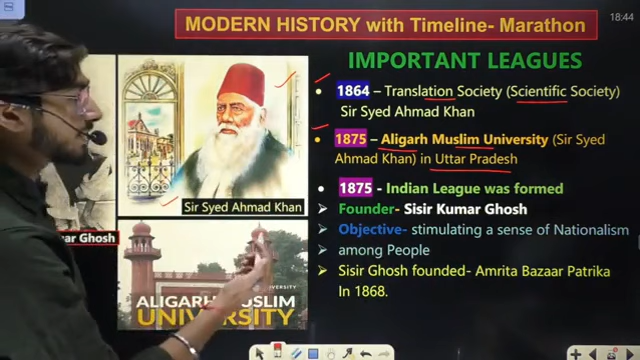 MODERN HISTORY with Timeline- Marathon
18:44
IMPORTANT LEAGUES
• 1864 – Translation Society (Scientific Society)
Sir Syed Ahmad Khan
• 1875 – Aligarh Muslim University (Sir Syed
Ahmad Khan) in Uttar Pradesh
• 1875 - Indian League was formed
➢ Founder- Sisir Kumar Ghosh
➢ Objective- stimulating a sense of Nationalism
➢ among People
➢ Sisir Ghosh founded- Amrita Bazaar Patrika
In 1868.
Sir Syed Ahmad Khan
Ghosh
ALIGARH MUSLIM
UNIVERSITY